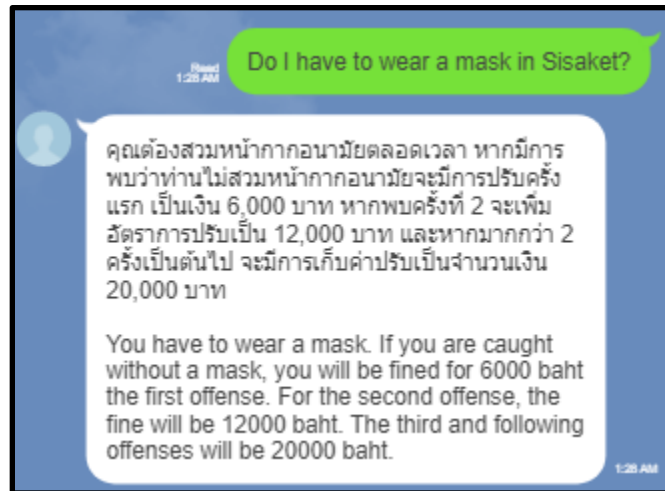 Do I have to wear a mask in Sisaket?
Read
1:28 AM
คุณต้องสวมหน้ากากอนามัยตลอดเวลา หากมีการ
พบว่าท่านไม่สวมหน้ากากอนามัยจะมีการปรับครั้ง
แรก เป็นเงิน 6,000 บาท หากพบครั้งที่ 2 จะเพิ่ม
อัตราการปรับเป็น 12,000 บาท และหากมากกว่า 2
ครั้งเป็นต้นไป จะมีการเก็บค่าปรับเป็นจำนวนเงิน
20,000 บาท
You have to wear a mask. If you are caught
without a mask, you will be fined for 6000 baht
the first offense. For the second offense, the
fine will be 12000 baht. The third and following
offenses will be 20000 baht.
1:28 AM